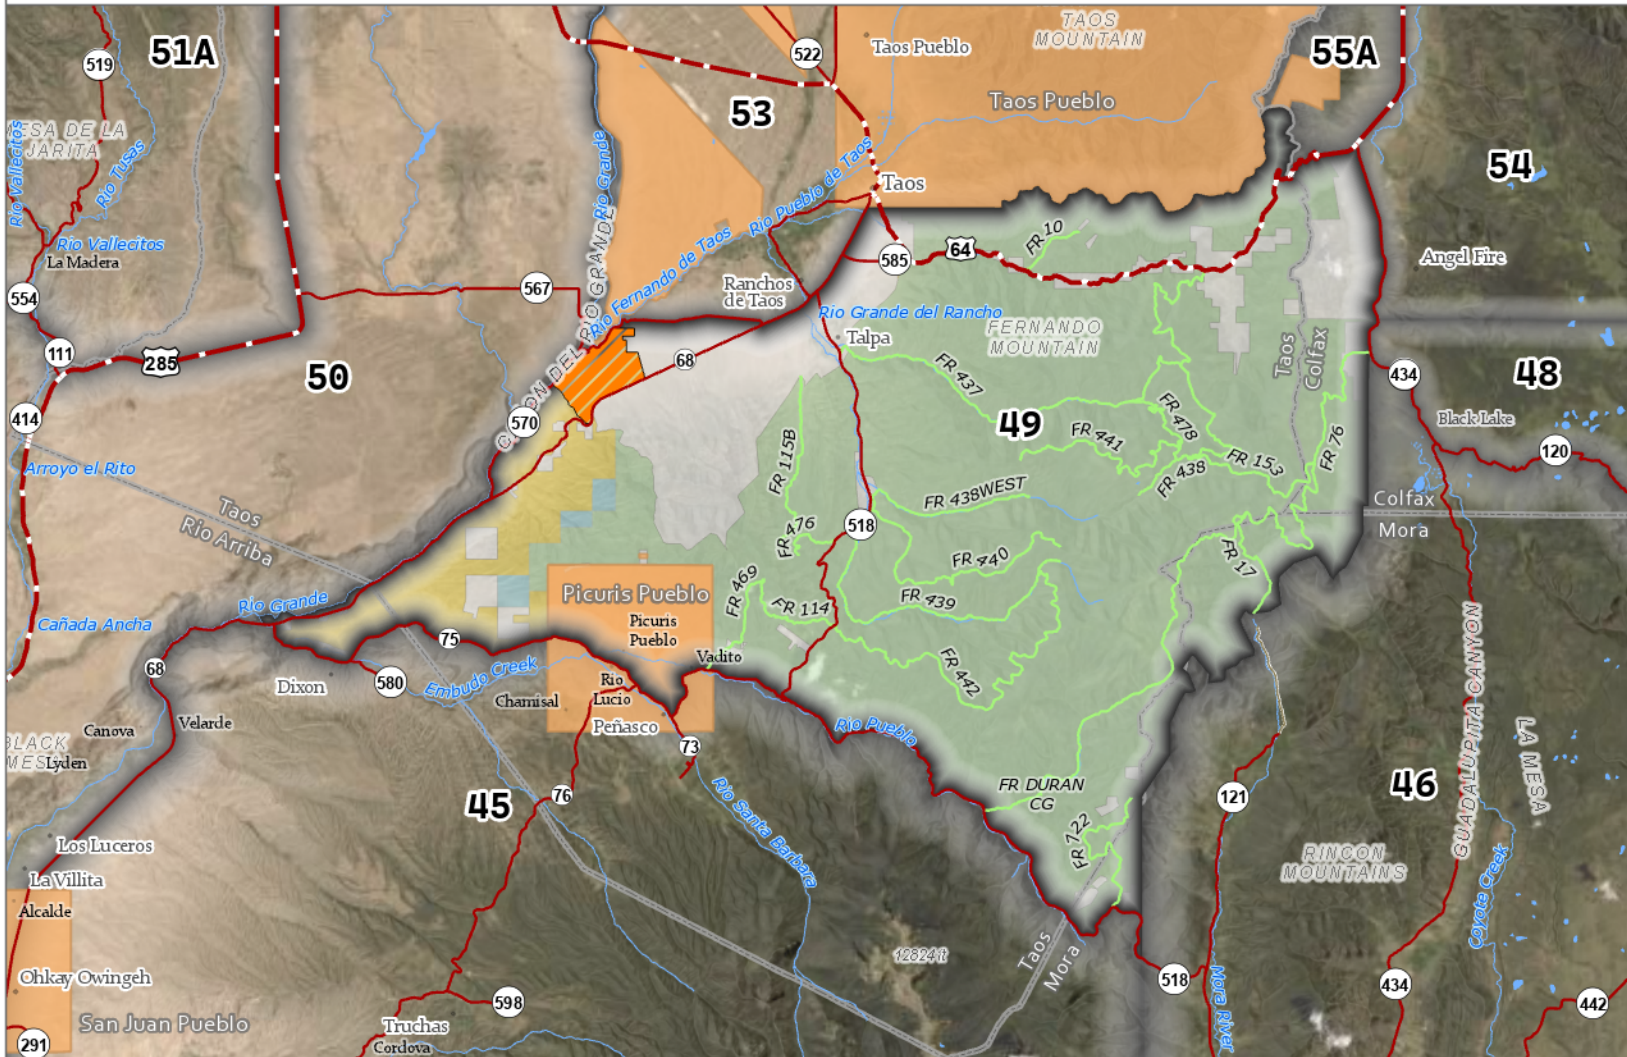 51A
519
522
Taos Pueblo
TAOS
MOUNTAIN
55A
53
Taos Pueblo
MESA DE LA
JARITA
Rio Vallecitos
Rio Tusas
Rio Grande
Rio Pueblo de Taos
Taos
54
Rio Vallecitos
La Madera
585
64
FR 10
Angel Fire
554
567
Ranchos
de Taos
Rio Fernando de Taos
Rio Grande del Rancho
FERNANDO
MOUNTAIN
Talpa
Taos
Colfax
111
285
50
CANYON DEL RIO GRANDE
68
FR 437
434
48
414
570
49
FR 478
FR 441
FR 76
Black Lake
120
Arroyo el Rito
FR 115B
FR 438
FR 153
FR 438WEST
Colfax
Mora
Taos
Rio Arriba
518
FR 476
FR 440
FR 17
Picuris Pueblo
FR 469
FR 114
FR 439
Rio Grande
Cañada Ancha
75
Picuris
Pueblo
Vadito
68
Dixon
580
Embudo Creek
Chamisal
Rio
Lucio
FR 442
Peñasco
Canova
Velarde
BLACK
MESA
Lyden
73
Rio Pueblo
GUADALUPITA CANYON
LA MESA
45
76
Rio Santa Barbara
FR DURAN
CG
121
46
FR 722
Los Luceros
La Villita
Alcalde
RINCON
MOUNTAINS
Coyote Creek
Ohkay Owingeh
12824 ft
Taos
Mora
518
Mora River
434
442
598
San Juan Pueblo
Truchas
Cordova
291